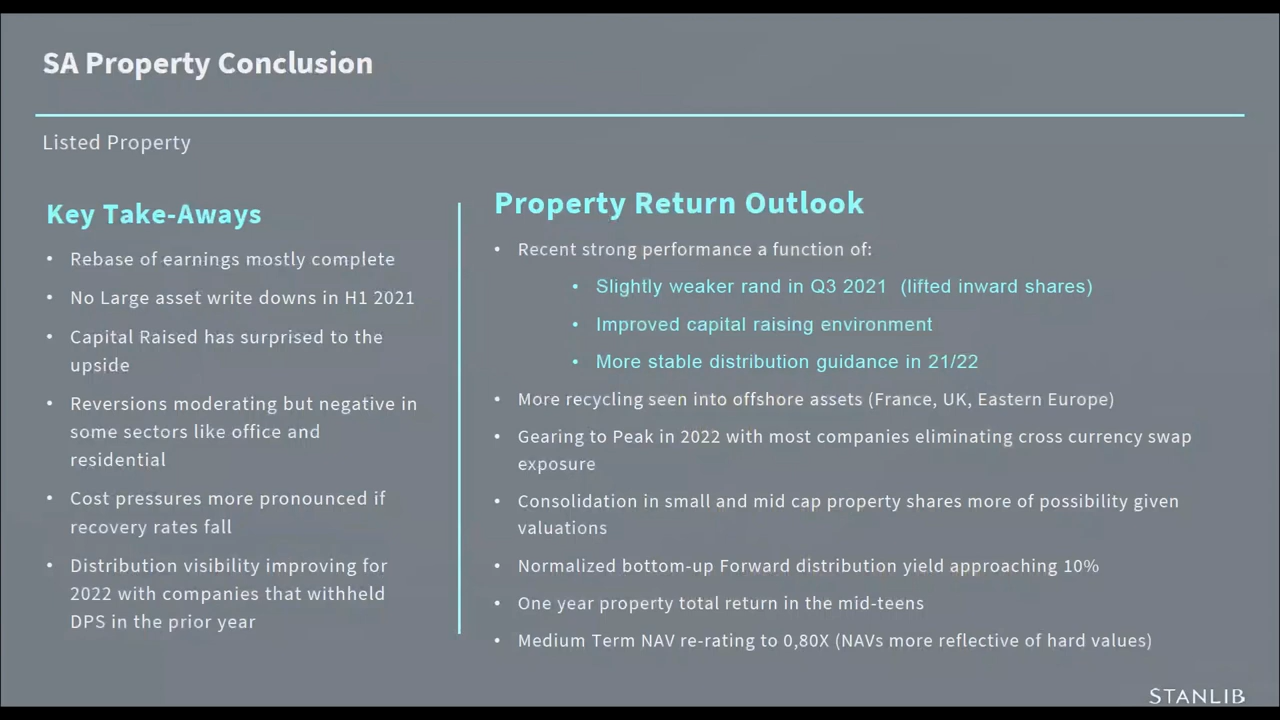 SA Property Conclusion
Listed Property
Key Take-Aways
• Rebase of earnings mostly complete
• No Large asset write downs in H1 2021
• Capital Raised has surprised to the
upside
• Reversions moderating but negative in
some sectors like office and
residential
• Cost pressures more pronounced if
recovery rates fall
• Distribution visibility improving for
2022 with companies that withheld
DPS in the prior year
Property Return Outlook
• Recent strong performance a function of:
• Slightly weaker rand in Q3 2021 (lifted inward shares)
• Improved capital raising environment
• More stable distribution guidance in 21/22
• More recycling seen into offshore assets (France, UK, Eastern Europe)
• Gearing to Peak in 2022 with most companies eliminating cross currency swap
exposure
• Consolidation in small and mid cap property shares more of possibility given
valuations
• Normalized bottom-up Forward distribution yield approaching 10%
• One year property total return in the mid-teens
• Medium Term NAV re-rating to 0,80X (NAVs more reflective of hard values)
STANLIB